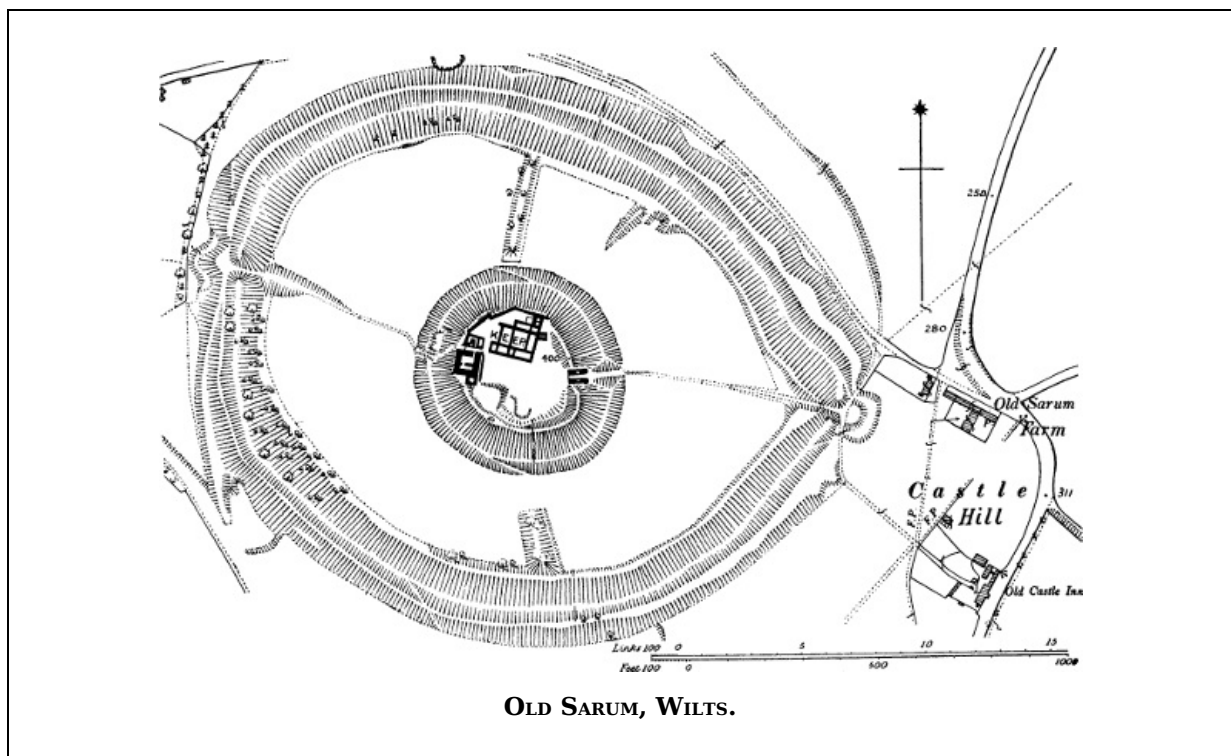 250
280
KEEP
400
Old Sarum
Farm
Castle
Hill
311
F.P.
F.P.
Old Castle Inn
Links 100 0 5 10 15
Feet 100 0 500 1000
OLD SARUM, WILTS.